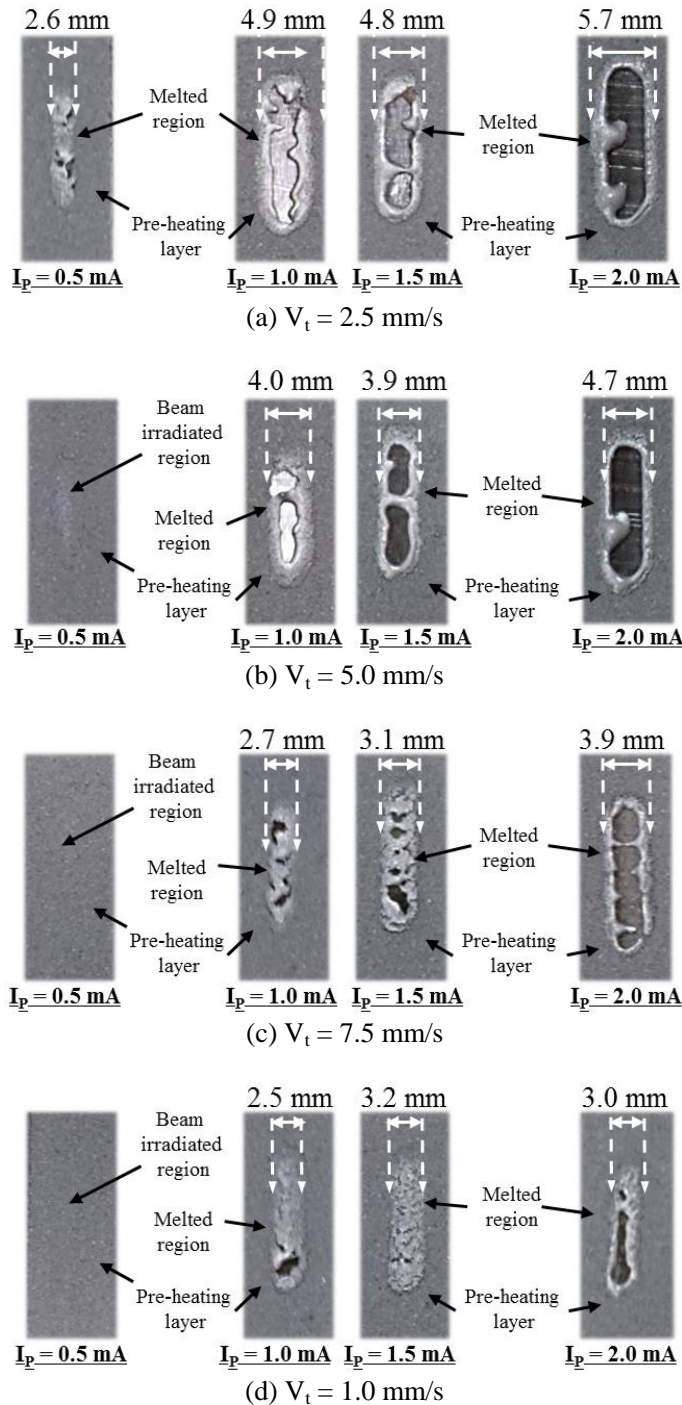 2.6 mm 4.9 mm 4.8 mm 5.7 mm
Melted
region
Melted
region
Pre-heating
layer
Pre-heating
layer
I_P = 0.5 mA I_P = 1.0 mA I_P = 1.5 mA I_P = 2.0 mA
(a) V_t = 2.5 mm/s
4.0 mm 3.9 mm 4.7 mm
Beam
irradiated
region
Melted
region
Melted
region
Pre-heating
layer
Pre-heating
layer
I_P = 0.5 mA I_P = 1.0 mA I_P = 1.5 mA I_P = 2.0 mA
(b) V_t = 5.0 mm/s
2.7 mm 3.1 mm 3.9 mm
Beam
irradiated
region
Melted
region
Melted
region
Pre-heating
layer
Pre-heating
layer
I_P = 0.5 mA I_P = 1.0 mA I_P = 1.5 mA I_P = 2.0 mA
(c) V_t = 7.5 mm/s
2.5 mm 3.2 mm 3.0 mm
Beam
irradiated
region
Melted
region
Melted
region
Pre-heating
layer
Pre-heating
layer
I_P = 0.5 mA I_P = 1.0 mA I_P = 1.5 mA I_P = 2.0 mA
(d) V_t = 1.0 mm/s